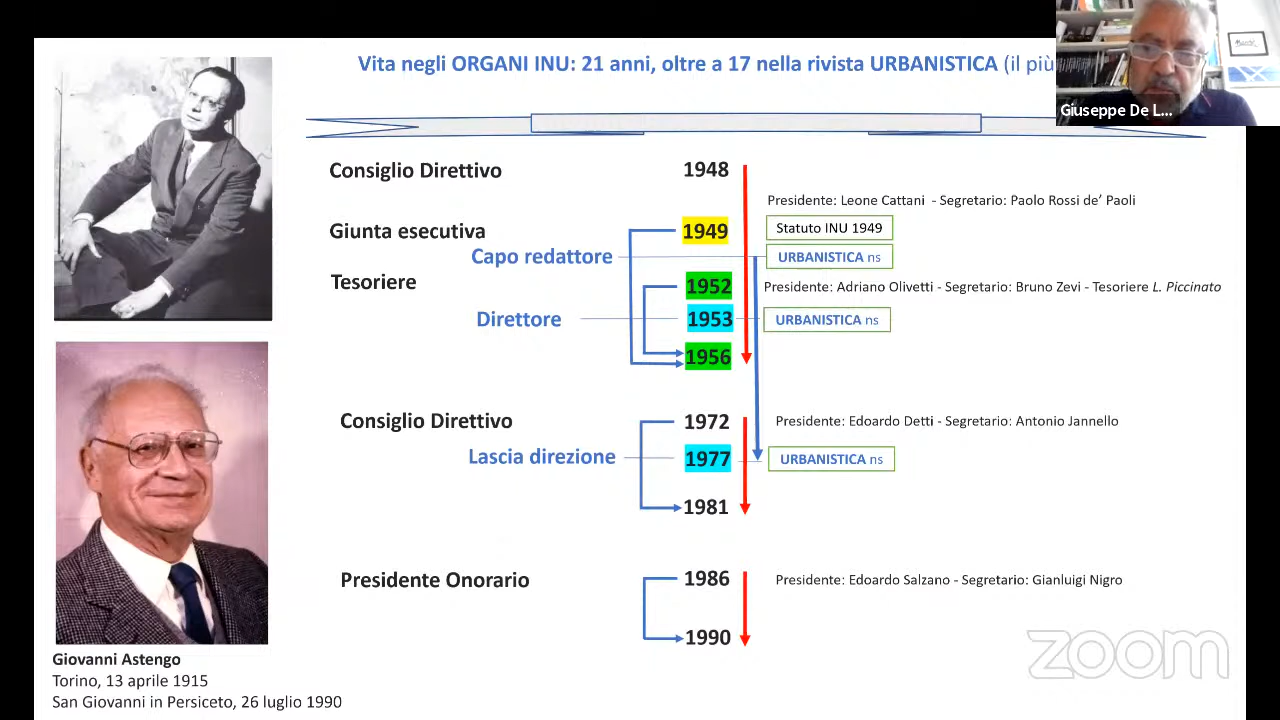 Vita negli ORGANI INU: 21 anni, oltre a 17 nella rivista URBANISTICA (il più
Giuseppe De L...
Consiglio Direttivo 1948
Presidente: Leone Cattani - Segretario: Paolo Rossi de’ Paoli
Giunta esecutiva 1949 Statuto INU 1949
Capo redattore URBANISTICA ns
Tesoriere 1952 Presidente: Adriano Olivetti - Segretario: Bruno Zevi - Tesoriere L. Piccinato
Direttore 1953 URBANISTICA ns
1956
Consiglio Direttivo 1972 Presidente: Edoardo Detti - Segretario: Antonio Jannello
Lascia direzione 1977 URBANISTICA ns
1981
Presidente Onorario 1986 Presidente: Edoardo Salzano - Segretario: Gianluigi Nigro
1990
zoom
Giovanni Astengo
Torino, 13 aprile 1915
San Giovanni in Persiceto, 26 luglio 1990